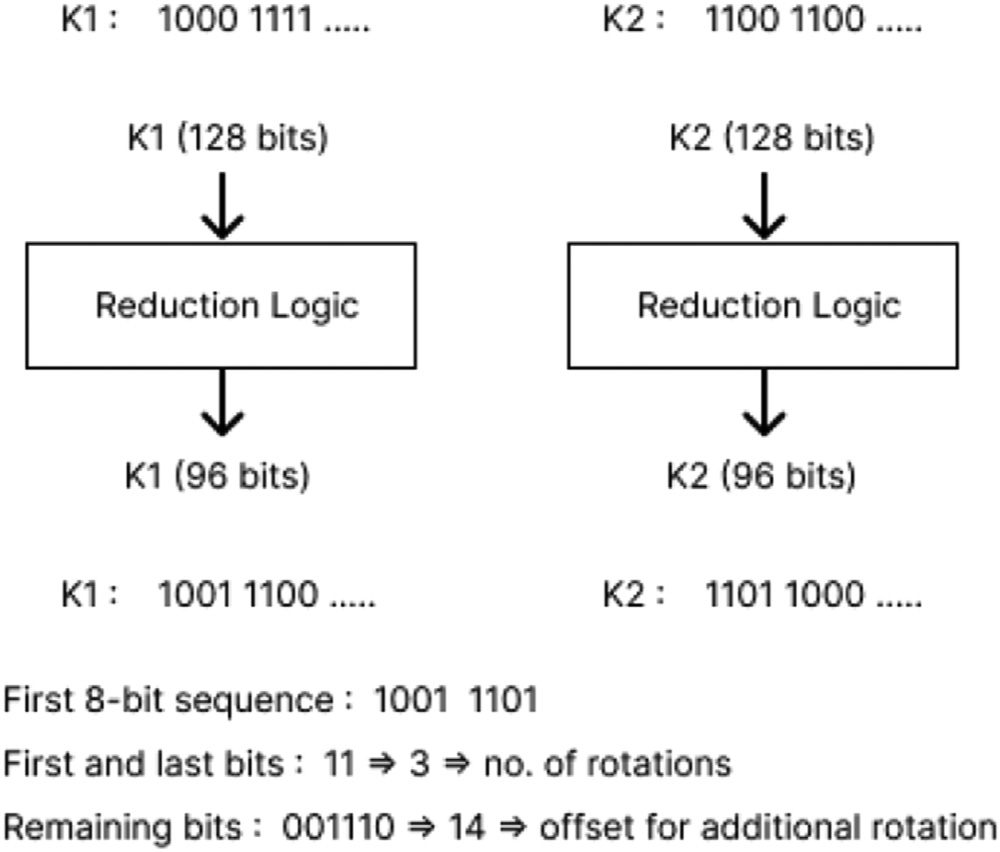 K1 : 1000 1111 ..... K2 : 1100 1100 .....
K1 (128 bits) K2 (128 bits)
Reduction Logic Reduction Logic
K1 (96 bits) K2 (96 bits)
K1 : 1001 1100 ..... K2 : 1101 1000 .....
First 8-bit sequence : 1001 1101
First and last bits : 11 ⇒ 3 ⇒ no. of rotations
Remaining bits : 001110 ⇒ 14 ⇒ offset for additional rotation